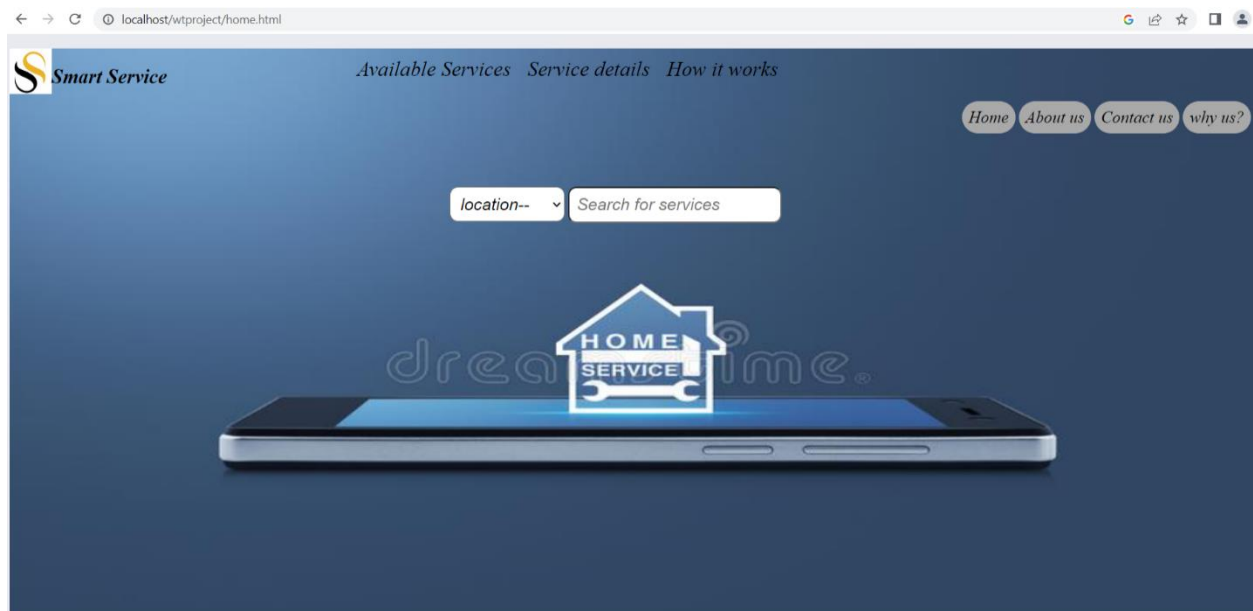 localhost/wtproject/home.html
Smart Service
Available Services Service details How it works
Home About us Contact us why us?
location-- Search for services
HOME
SERVICE
dreamstime.